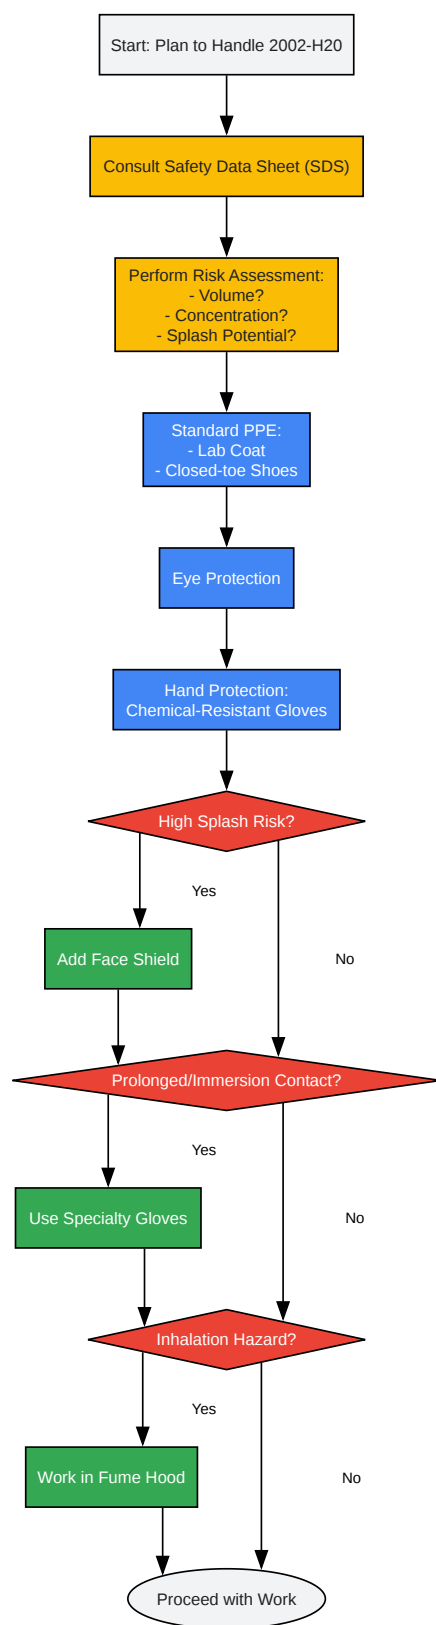 Start: Plan to Handle 2002-H20
Consult Safety Data Sheet (SDS)
Perform Risk Assessment:
- Volume?
- Concentration?
- Splash Potential?
Standard PPE:
- Lab Coat
- Closed-toe Shoes
Eye Protection
Hand Protection:
Chemical-Resistant Gloves
High Splash Risk?
Yes
Add Face Shield
No
Prolonged/Immersion Contact?
Yes
Use Specialty Gloves
No
Inhalation Hazard?
Yes
Work in Fume Hood
No
Proceed with Work